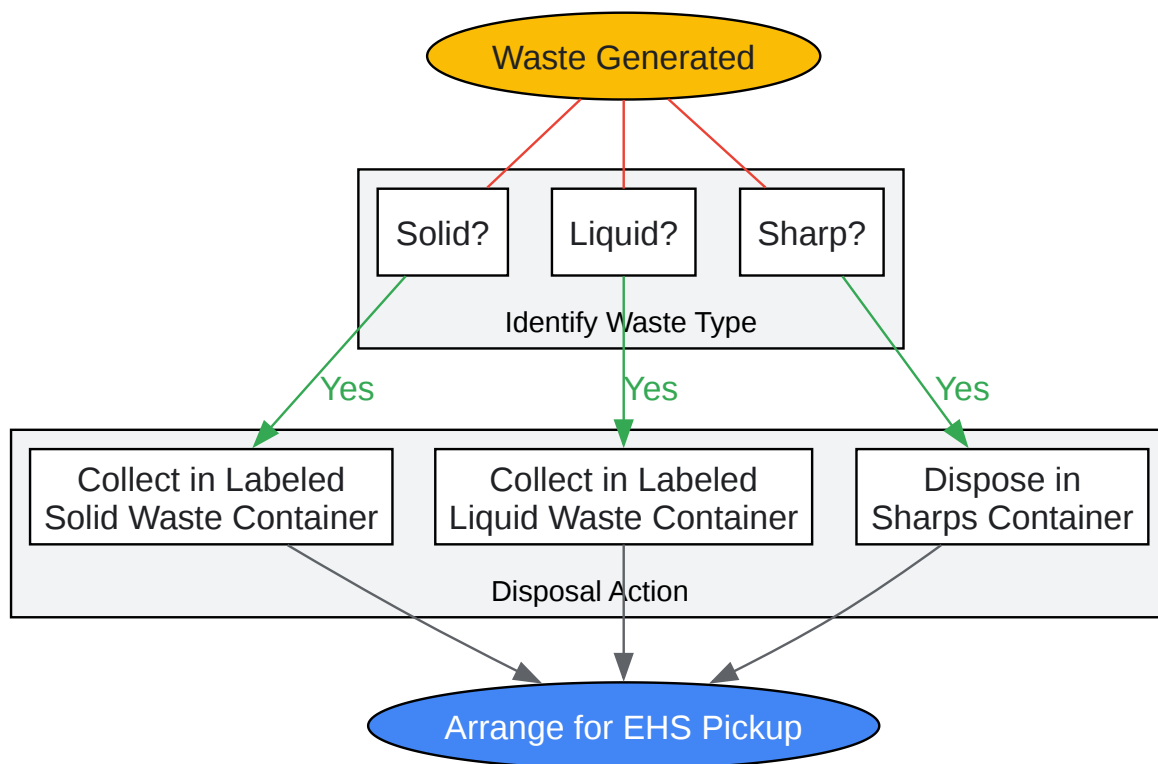 Waste Generated
Solid?
Liquid?
Sharp?
Identify Waste Type
Yes
Yes
Yes
Collect in Labeled
Solid Waste Container
Collect in Labeled
Liquid Waste Container
Dispose in
Sharps Container
Disposal Action
Arrange for EHS Pickup